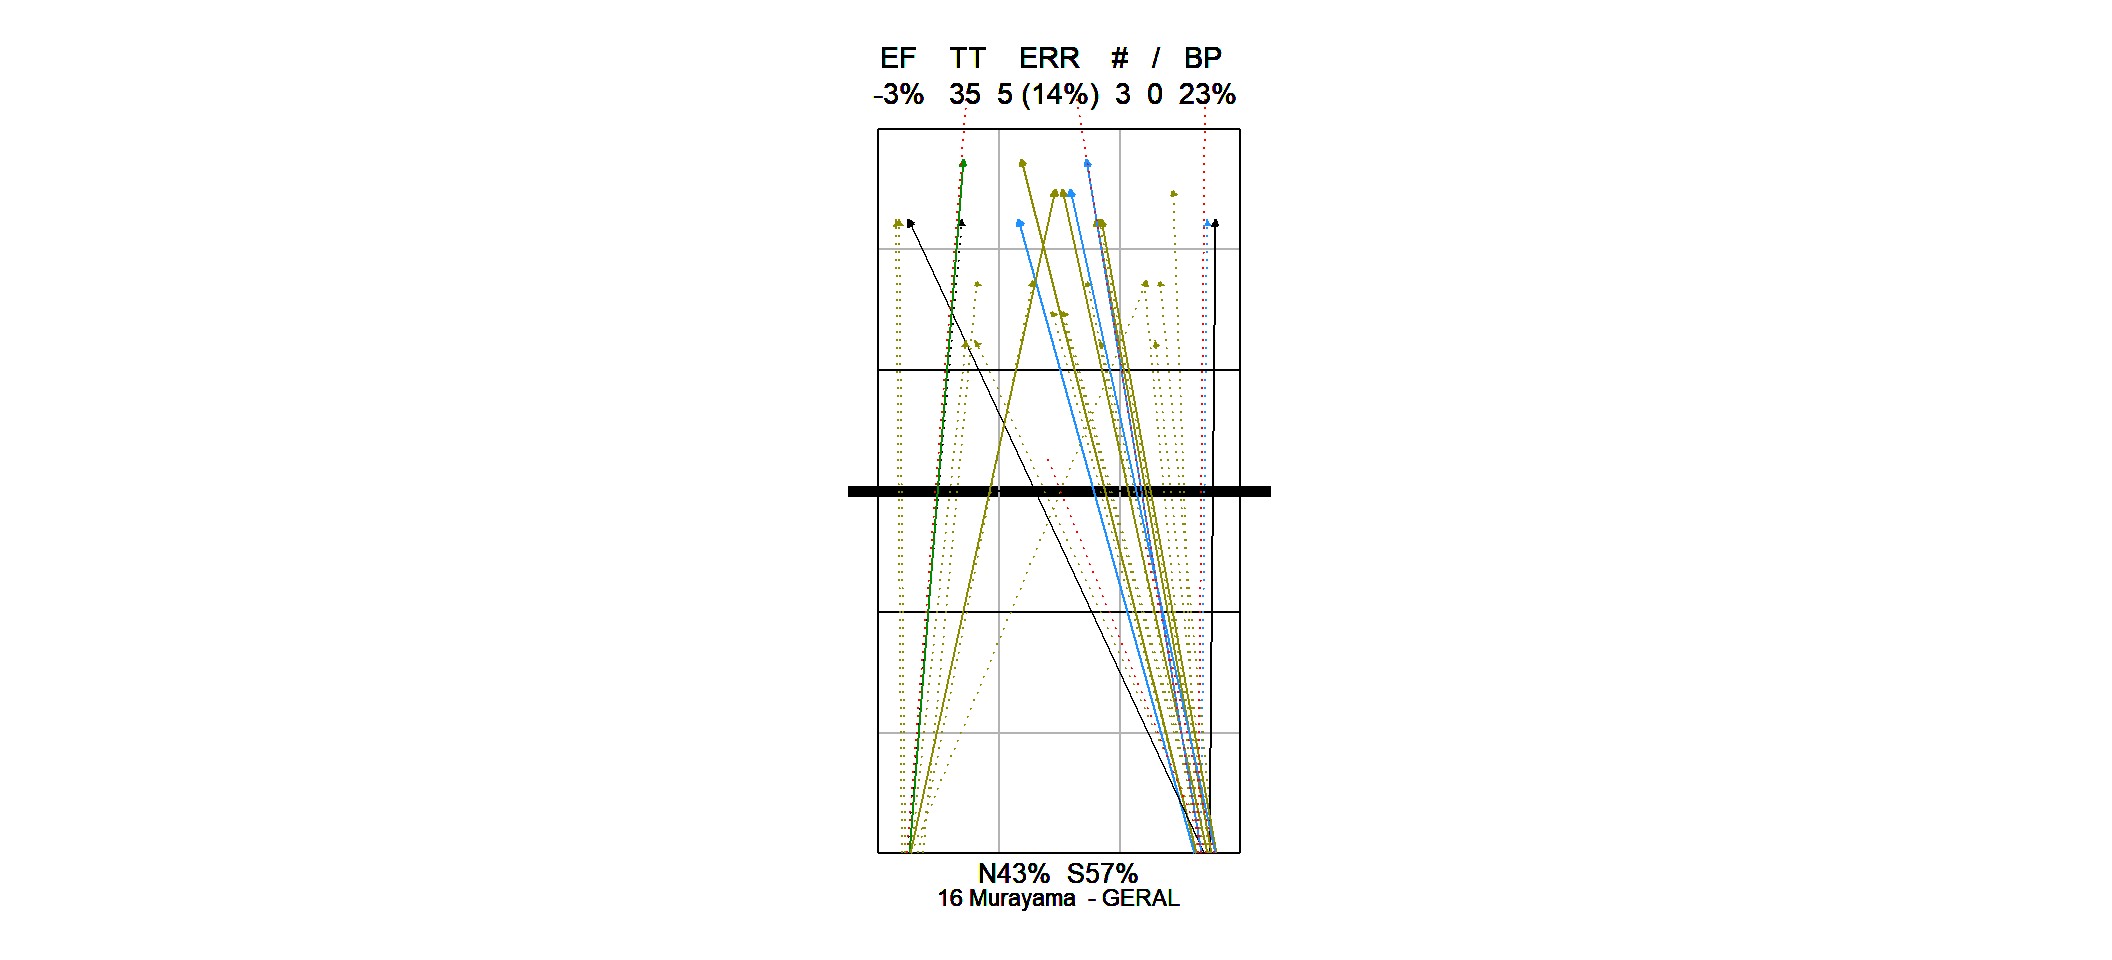 EF TT ERR # / BP
-3% 35 5 (14%) 3 0 23%
N43% S57%
16 Murayama - GERAL